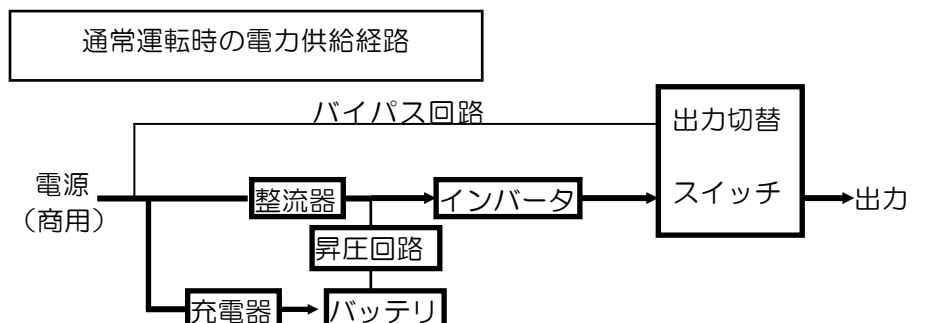 通常運転時の電力供給経路
バイパス回路
出力切替
スイッチ
電源
（商用）
整流器
インバータ
出力
昇圧回路
充電器
バッテリ